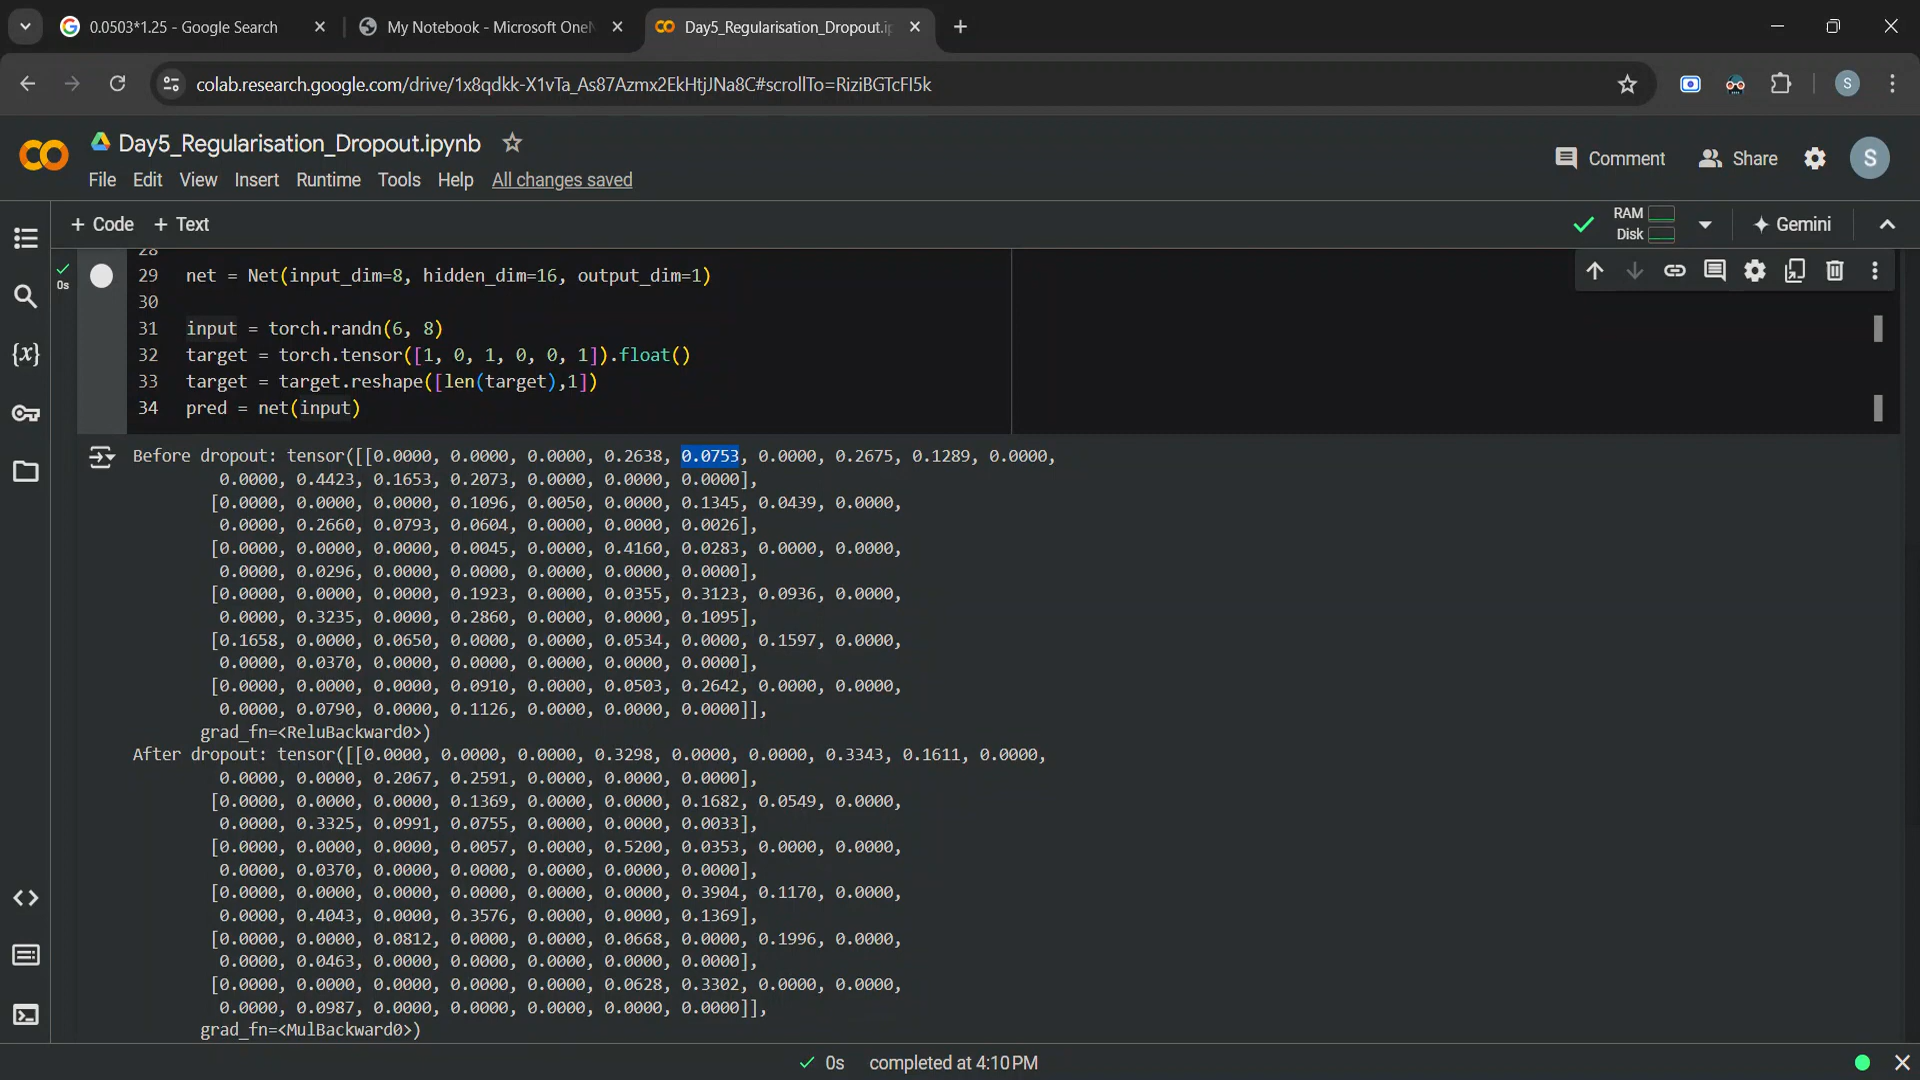 0.0503*1.25 - Google Search
My Notebook - Microsoft OneN
Day5_Regularisation_Dropout.ip
colab.research.google.com/drive/1x8qdkk-X1vTa_As87Azmx2EkHtjJNa8C#scrollTo=RiziBGTcFI5k
S
Day5_Regularisation_Dropout.ipynb
Comment
Share
S
File Edit View Insert Runtime Tools Help All changes saved
+ Code + Text
RAM
Disk
Gemini
28
0s
29 net = Net(input_dim=8, hidden_dim=16, output_dim=1)
30
31 input = torch.randn(6, 8)
32 target = torch.tensor([1, 0, 1, 0, 0, 1]).float()
33 target = target.reshape([len(target),1])
34 pred = net(input)
Before dropout: tensor([[0.0000, 0.0000, 0.0000, 0.2638, 0.0753, 0.0000, 0.2675, 0.1289, 0.0000,
0.0000, 0.4423, 0.1653, 0.2073, 0.0000, 0.0000, 0.0000],
[0.0000, 0.0000, 0.0000, 0.1096, 0.0050, 0.0000, 0.1345, 0.0439, 0.0000,
0.0000, 0.2660, 0.0793, 0.0604, 0.0000, 0.0000, 0.0026],
[0.0000, 0.0000, 0.0000, 0.0045, 0.0000, 0.4160, 0.0283, 0.0000, 0.0000,
0.0000, 0.0296, 0.0000, 0.0000, 0.0000, 0.0000, 0.0000],
[0.0000, 0.0000, 0.0000, 0.1923, 0.0355, 0.3123, 0.0936, 0.0000,
0.0000, 0.3235, 0.0000, 0.2860, 0.0000, 0.0000, 0.1095],
[0.1658, 0.0000, 0.0650, 0.0000, 0.0000, 0.0534, 0.0000, 0.1597, 0.0000,
0.0000, 0.0370, 0.0000, 0.0000, 0.0000, 0.0000, 0.0000],
[0.0000, 0.0000, 0.0000, 0.0910, 0.0000, 0.0503, 0.2642, 0.0000, 0.0000,
0.0000, 0.0790, 0.0000, 0.1126, 0.0000, 0.0000, 0.0000]],
grad_fn=<ReluBackward0>)
After dropout: tensor([[0.0000, 0.0000, 0.0000, 0.3298, 0.0000, 0.0000, 0.3343, 0.1611, 0.0000,
0.0000, 0.0000, 0.2067, 0.2591, 0.0000, 0.0000, 0.0000],
[0.0000, 0.0000, 0.0000, 0.1369, 0.0000, 0.0000, 0.1682, 0.0549, 0.0000,
0.0000, 0.3325, 0.0991, 0.0755, 0.0000, 0.0000, 0.0033],
[0.0000, 0.0000, 0.0000, 0.0057, 0.0000, 0.5200, 0.0353, 0.0000, 0.0000,
0.0000, 0.0370, 0.0000, 0.0000, 0.0000, 0.0000, 0.0000],
[0.0000, 0.0000, 0.0000, 0.0000, 0.0000, 0.0000, 0.3904, 0.1170, 0.0000,
0.0000, 0.4043, 0.0000, 0.3576, 0.0000, 0.0000, 0.1369],
[0.0000, 0.0000, 0.0812, 0.0000, 0.0000, 0.0668, 0.0000, 0.1996, 0.0000,
0.0000, 0.0463, 0.0000, 0.0000, 0.0000, 0.0000, 0.0000],
[0.0000, 0.0000, 0.0000, 0.0000, 0.0000, 0.0628, 0.3302, 0.0000, 0.0000,
0.0000, 0.0987, 0.0000, 0.0000, 0.0000, 0.0000, 0.0000]],
grad_fn=<MulBackward0>)
0s completed at 4:10 PM